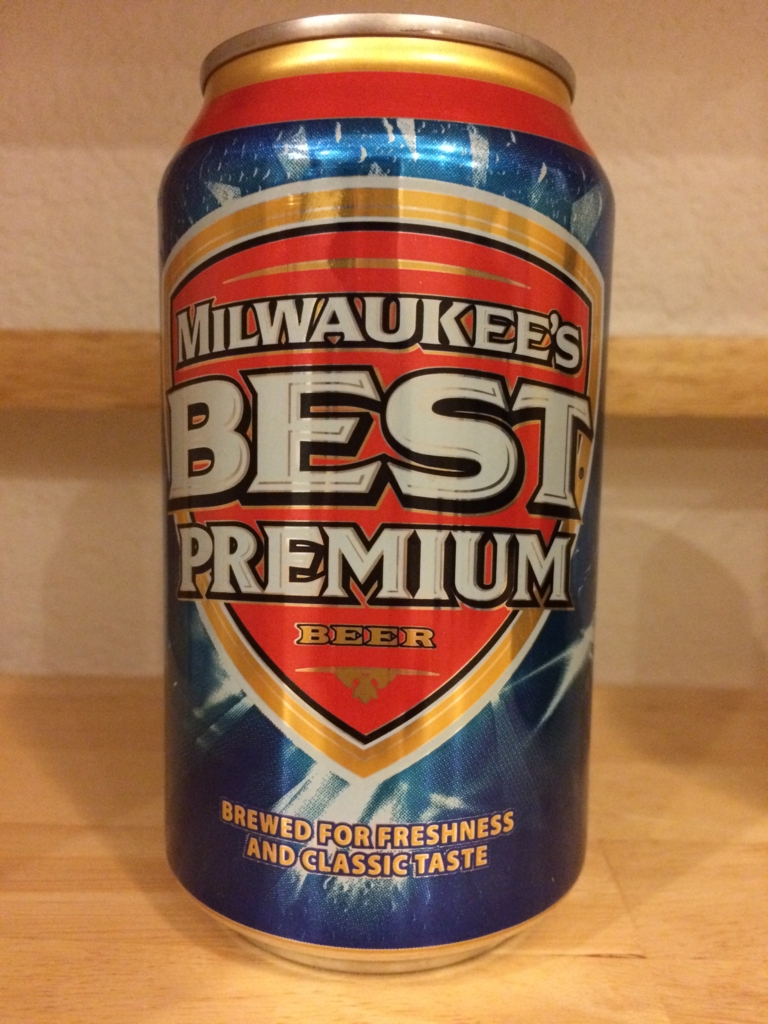 MILWAUKEE'S
BEST
PREMIUM
BEER
BREWED FOR FRESHNESS
AND CLASSIC TASTE